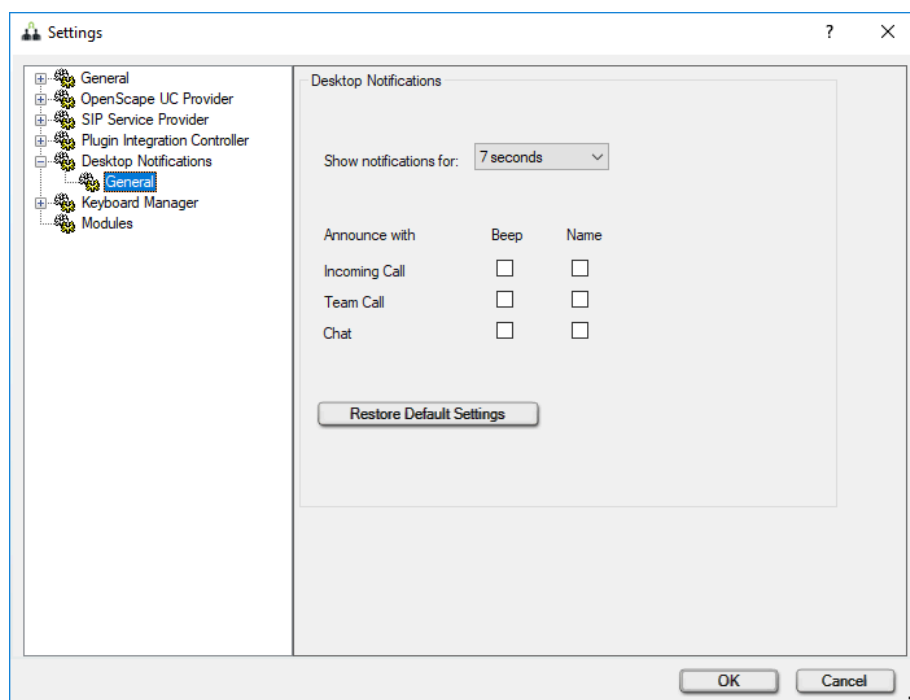 Settings
?
General
OpenScape UC Provider
SIP Service Provider
Plugin Integration Controller
Desktop Notifications
General
Keyboard Manager
Modules
Desktop Notifications
Show notifications for: 7 seconds
Announce with Beep Name
Incoming Call
Team Call
Chat
Restore Default Settings
OK Cancel